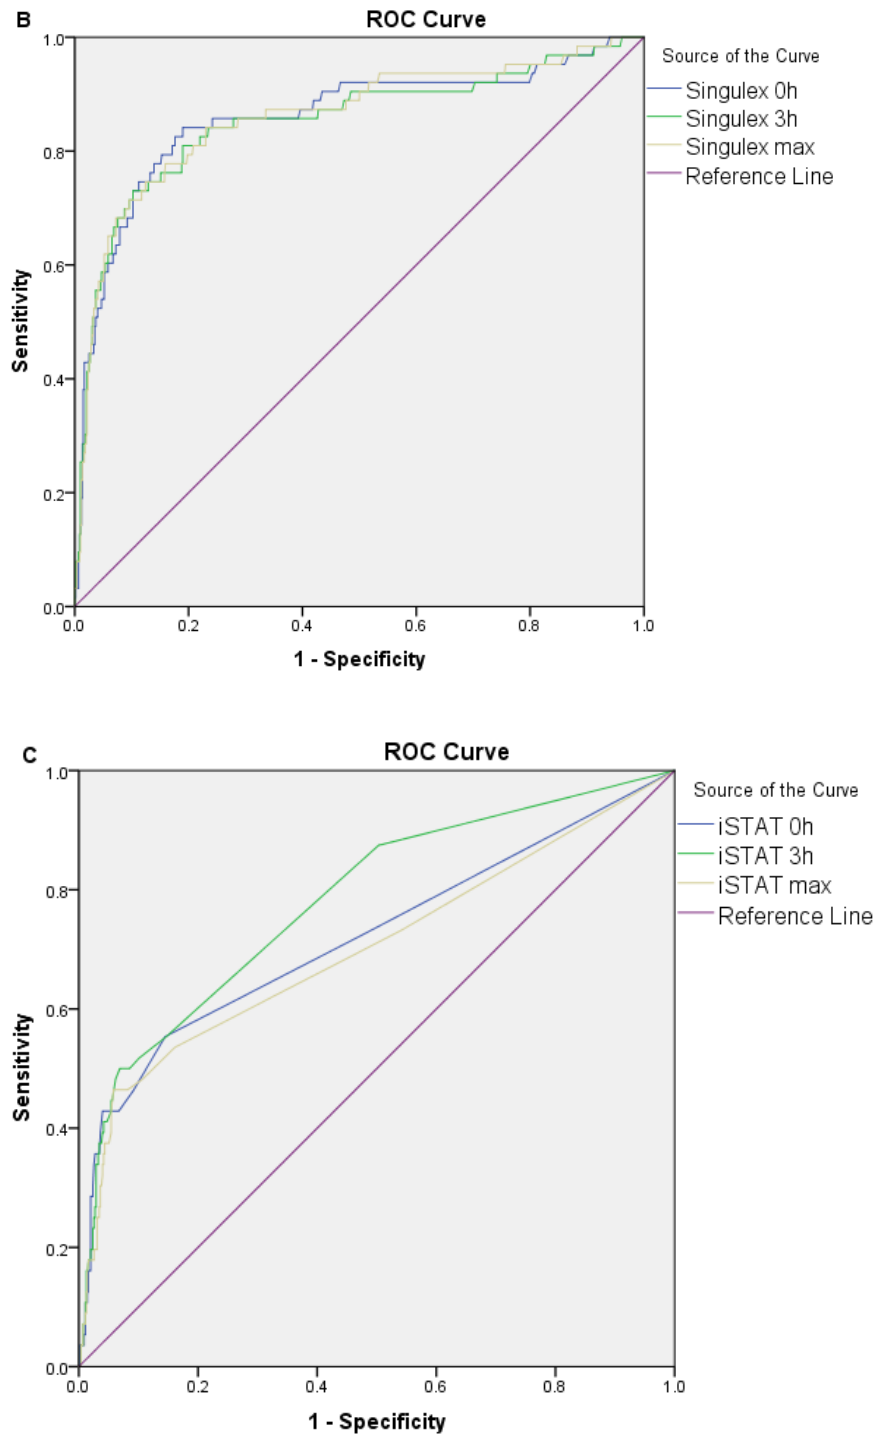 B
ROC Curve
Source of the Curve
Singulex 0h
Singulex 3h
Singulex max
Reference Line
Sensitivity
1.0
0.8
0.6
0.4
0.2
0.0
0.0 0.2 0.4 0.6 0.8 1.0
1 - Specificity
C
ROC Curve
Source of the Curve
iSTAT 0h
iSTAT 3h
iSTAT max
Reference Line
Sensitivity
1.0
0.8
0.6
0.4
0.2
0.0
0.0 0.2 0.4 0.6 0.8 1.0
1 - Specificity